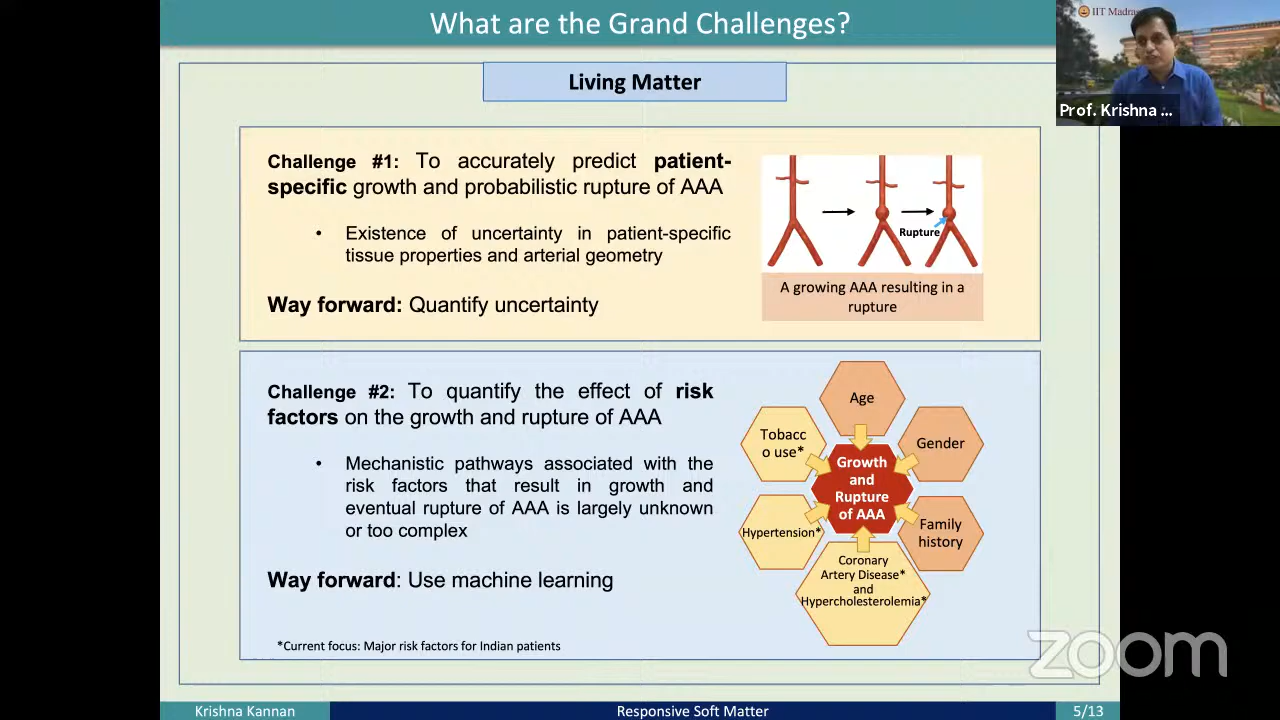 What are the Grand Challenges?
IIT Madras
Prof. Krishna ...
Living Matter
Challenge #1: To accurately predict patient-
specific growth and probabilistic rupture of AAA
• Existence of uncertainty in patient-specific
tissue properties and arterial geometry
Way forward: Quantify uncertainty
Rupture
A growing AAA resulting in a
rupture
Challenge #2: To quantify the effect of risk
factors on the growth and rupture of AAA
• Mechanistic pathways associated with the
risk factors that result in growth and
eventual rupture of AAA is largely unknown
or too complex
Way forward: Use machine learning
*Current focus: Major risk factors for Indian patients
Age
Tobacc
o use*
Gender
Growth
and
Rupture
of AAA
Hypertension*
Family
history
Coronary
Artery Disease*
and
Hypercholesterolemia*
zoom
Krishna Kannan
Responsive Soft Matter
5/13